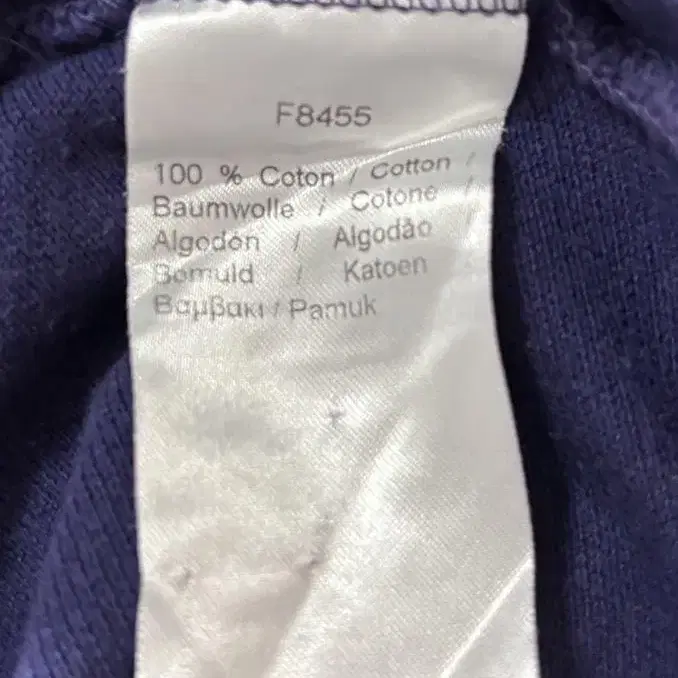 F8455
100 % Coton / Cotton /
Baumwolle / Cotone /
Algodón / Algodão
Bomuld / Katoen
Βαμβακι / Pamuk